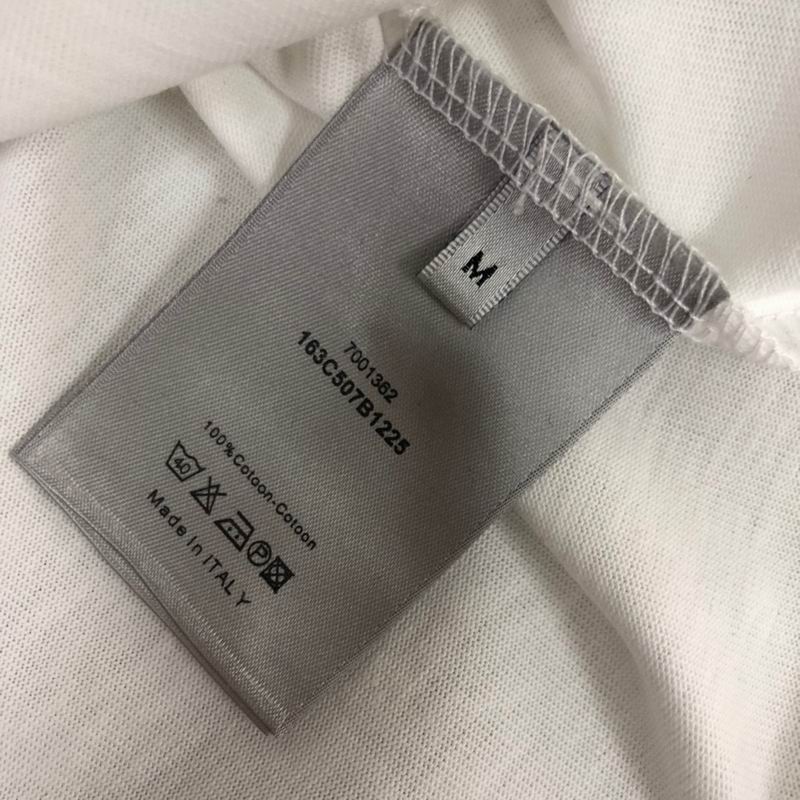 M
7001362
163C507B1225
100%Cotoon-Cotoon
40
P
Made In ITALY